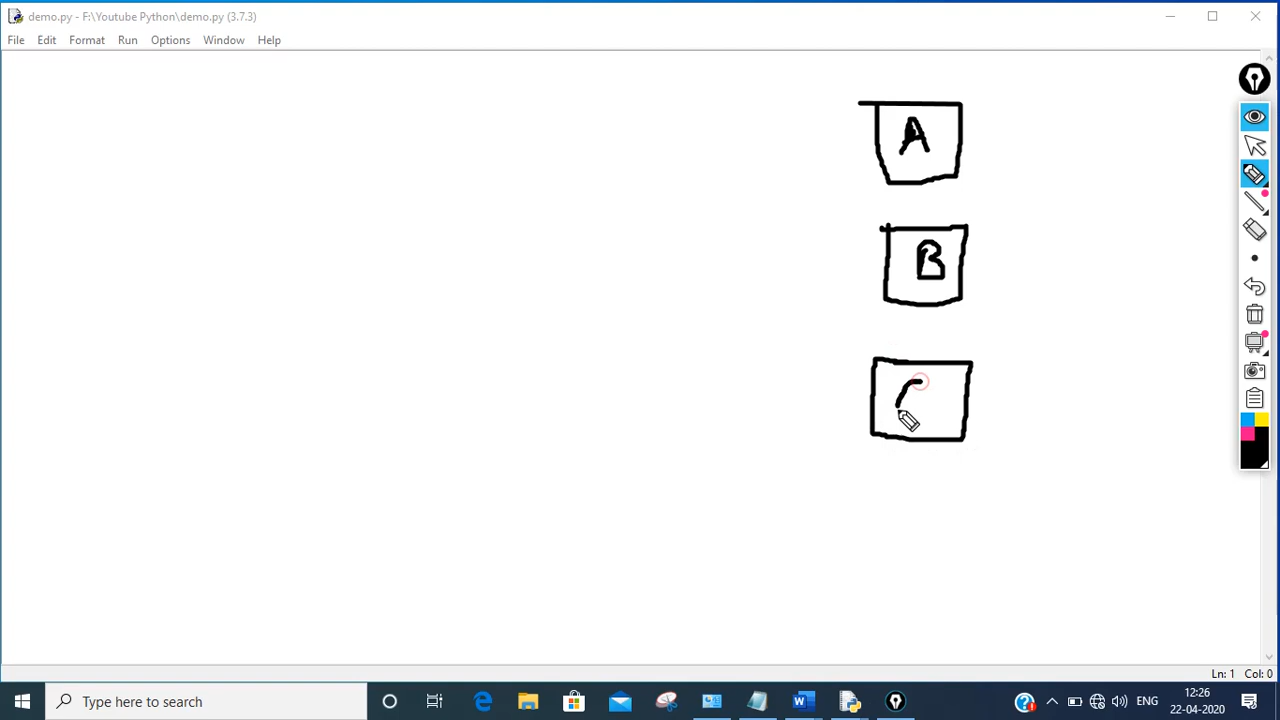 demo.py - F:\Youtube Python\demo.py (3.7.3)
File Edit Format Run Options Window Help
A
B
Ln: 1 Col: 0
Type here to search
ENG
12:26
22-04-2020